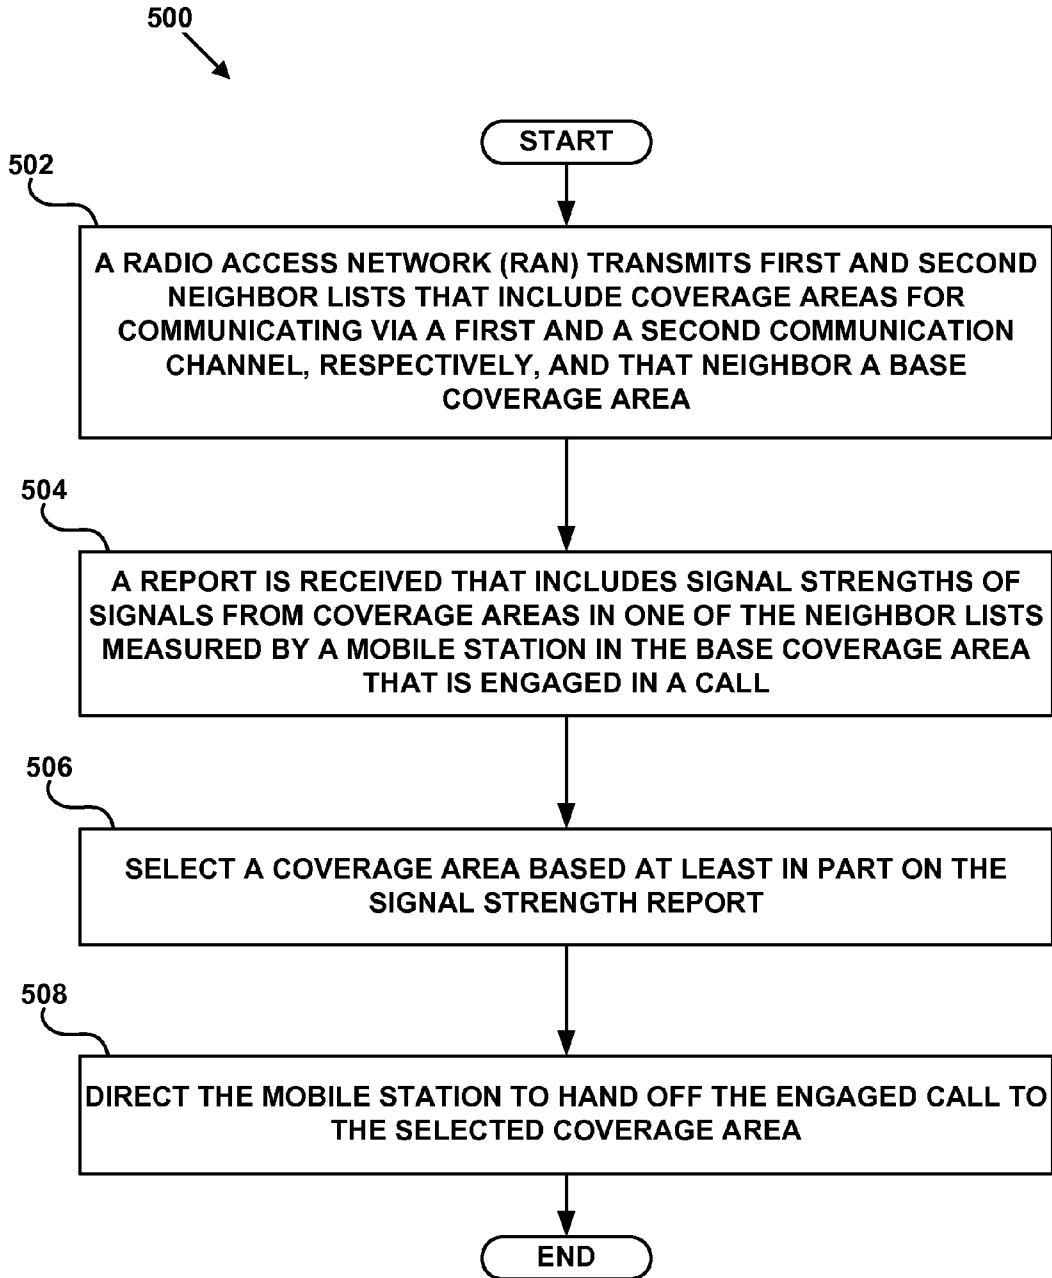 500
START
502
A RADIO ACCESS NETWORK (RAN) TRANSMITS FIRST AND SECOND
NEIGHBOR LISTS THAT INCLUDE COVERAGE AREAS FOR
COMMUNICATING VIA A FIRST AND A SECOND COMMUNICATION
CHANNEL, RESPECTIVELY, AND THAT NEIGHBOR A BASE
COVERAGE AREA
504
A REPORT IS RECEIVED THAT INCLUDES SIGNAL STRENGTHS OF
SIGNALS FROM COVERAGE AREAS IN ONE OF THE NEIGHBOR LISTS
MEASURED BY A MOBILE STATION IN THE BASE COVERAGE AREA
THAT IS ENGAGED IN A CALL
506
SELECT A COVERAGE AREA BASED AT LEAST IN PART ON THE
SIGNAL STRENGTH REPORT
508
DIRECT THE MOBILE STATION TO HAND OFF THE ENGAGED CALL TO
THE SELECTED COVERAGE AREA
END